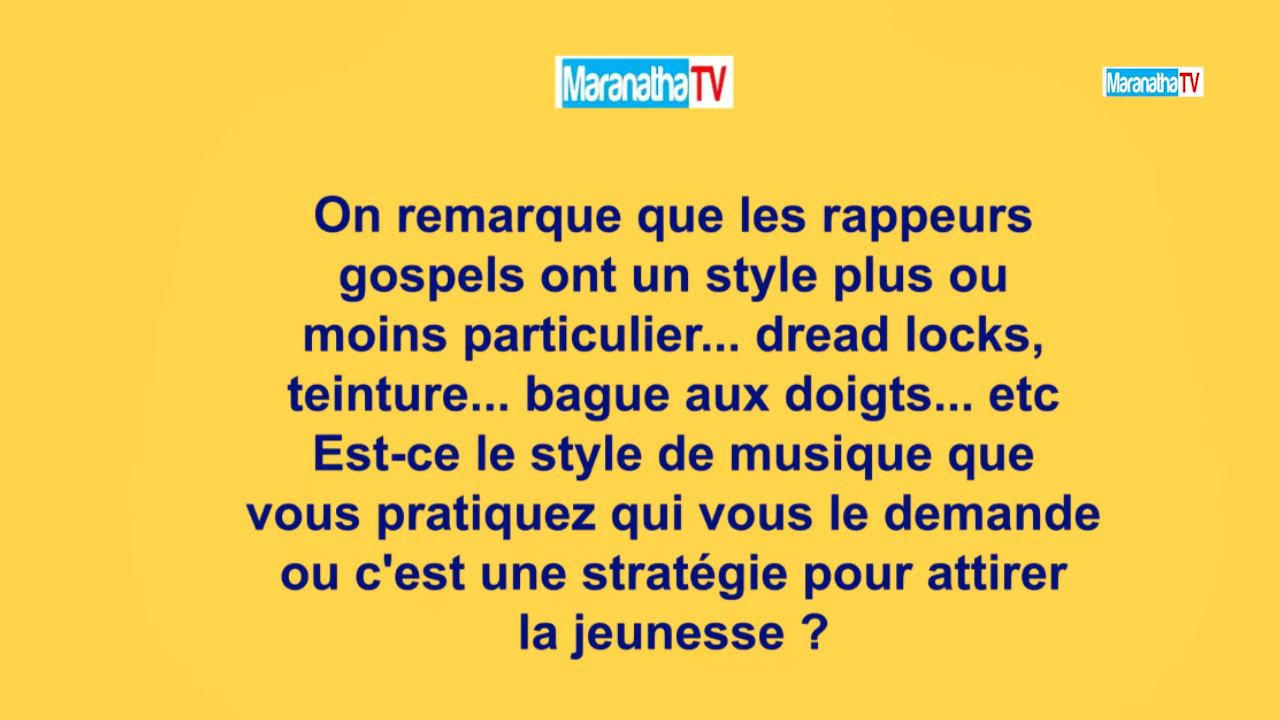 MaranathaTV
MaranathaTV
On remarque que les rappeurs
gospels ont un style plus ou
moins particulier... dread locks,
teinture... bague aux doigts... etc
Est-ce le style de musique que
vous pratiquez qui vous le demande
ou c'est une stratégie pour attirer
la jeunesse ?